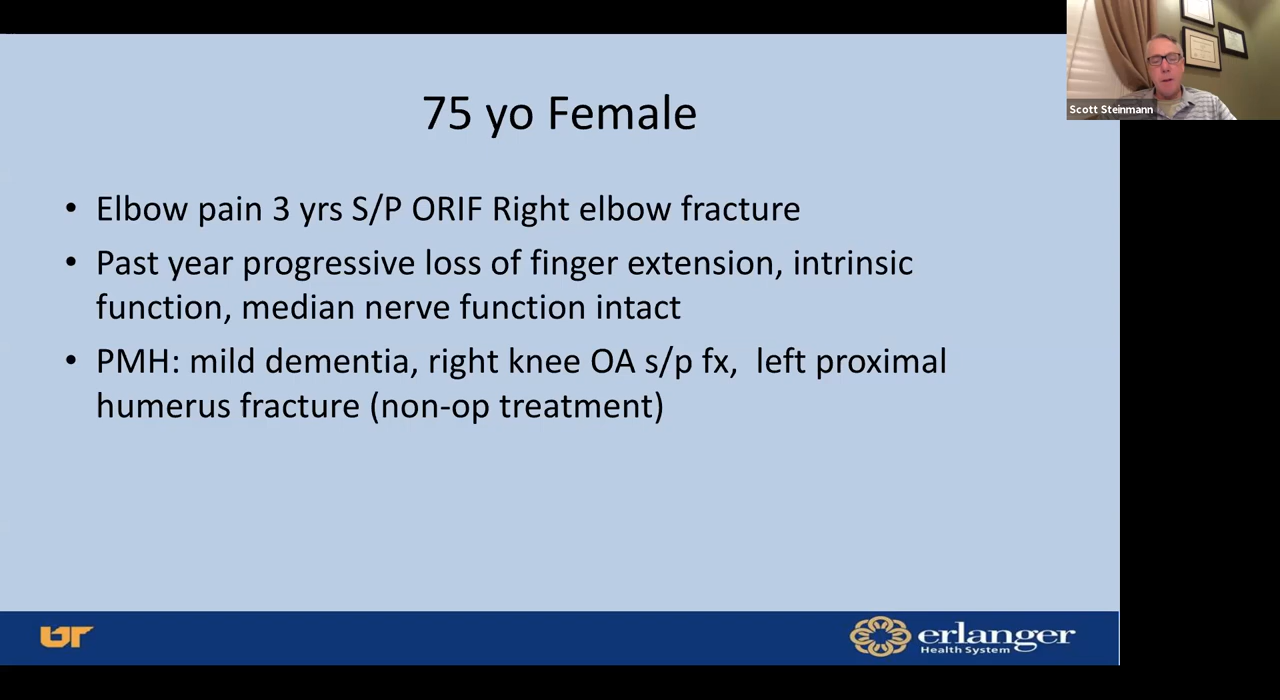 Scott Steinmann
75 yo Female
• Elbow pain 3 yrs S/P ORIF Right elbow fracture
• Past year progressive loss of finger extension, intrinsic
function, median nerve function intact
• PMH: mild dementia, right knee OA s/p fx,  left proximal
humerus fracture (non-op treatment)
UT
erlanger
Health System